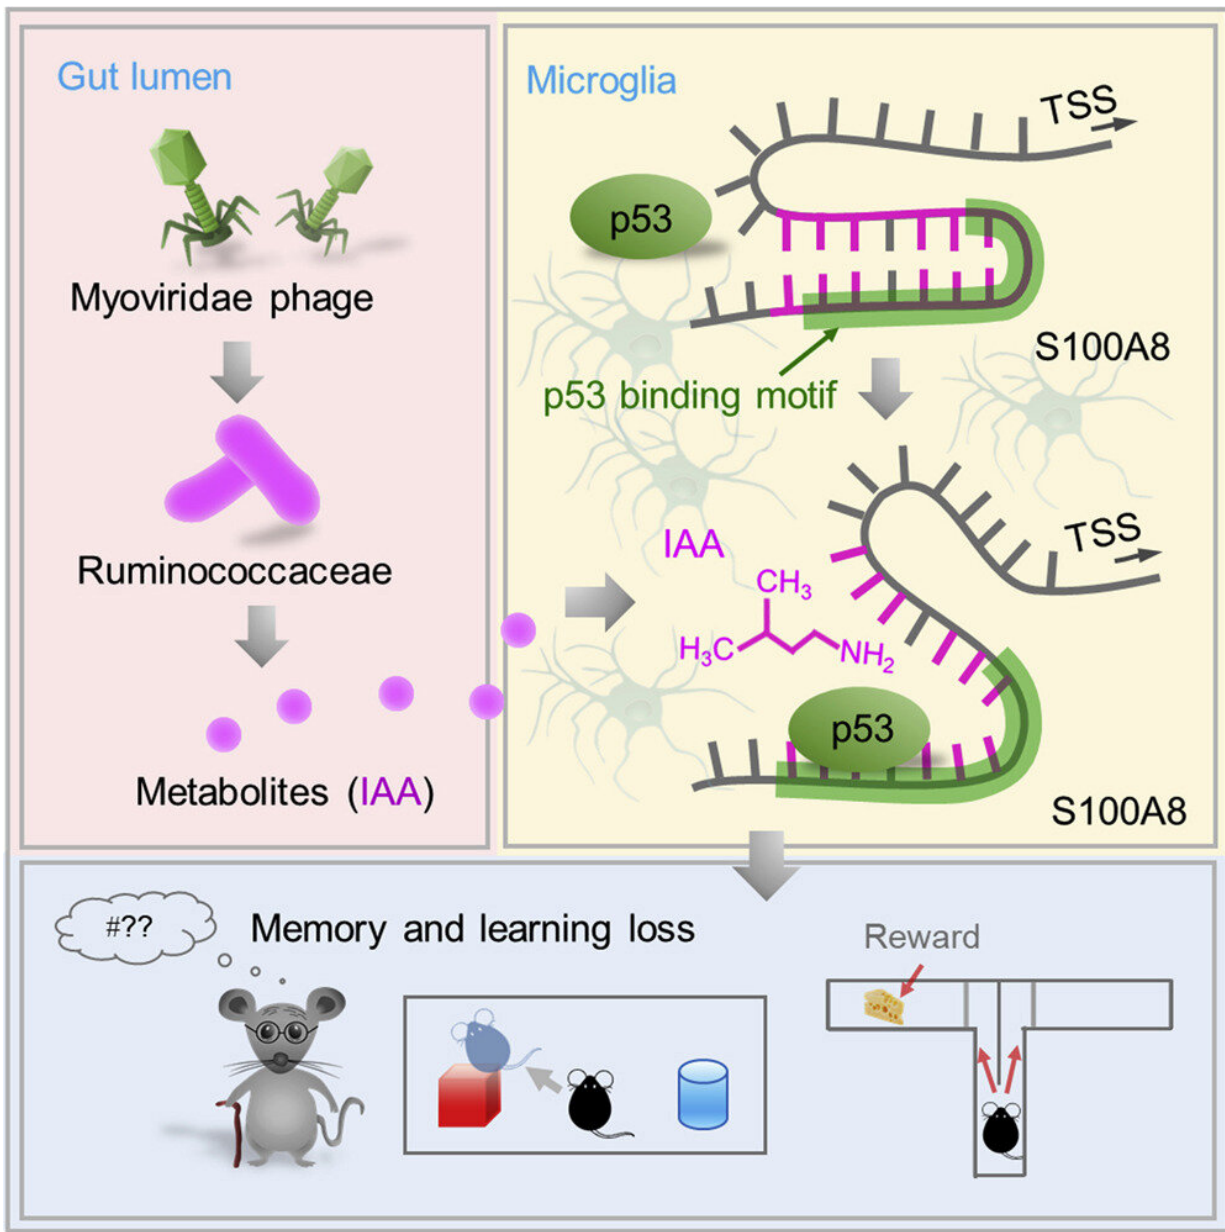 Gut lumen
Myoviridae phage
Ruminococcaceae
Metabolites (IAA)
Microglia
TSS
p53
S100A8
p53 binding motif
IAA
CH₃
H₃C
NH₂
TSS
p53
S100A8
#??
Memory and learning loss
Reward